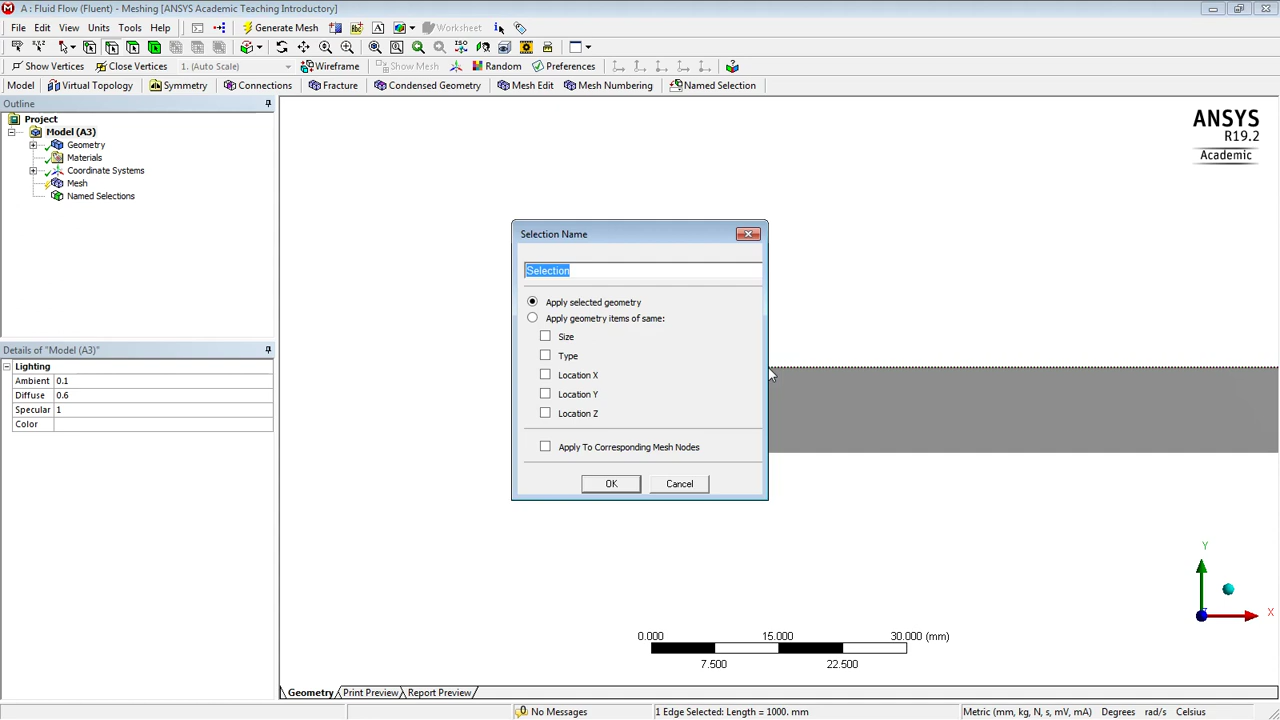 A : Fluid Flow (Fluent) - Meshing [ANSYS Academic Teaching Introductory]
File Edit View Units Tools Help Generate Mesh Worksheet
Show Vertices Close Vertices 1. (Auto Scale) Wireframe Show Mesh Random Preferences
Model Virtual Topology Symmetry Connections Fracture Condensed Geometry Mesh Edit Mesh Numbering Named Selection
Outline
Project
Model (A3)
Geometry
Materials
Coordinate Systems
Mesh
Named Selections
Details of "Model (A3)"
Lighting
Ambient 0.1
Diffuse 0.6
Specular 1
Color
ANSYS
R19.2
Academic
Selection Name
Selection
Apply selected geometry
Apply geometry items of same:
Size
Type
Location X
Location Y
Location Z
Apply To Corresponding Mesh Nodes
OK Cancel
Y
X
0.000 15.000 30.000 (mm)
7.500 22.500
Geometry Print Preview Report Preview
No Messages 1 Edge Selected: Length = 1000. mm Metric (mm, kg, N, s, mV, mA) Degrees rad/s Celsius